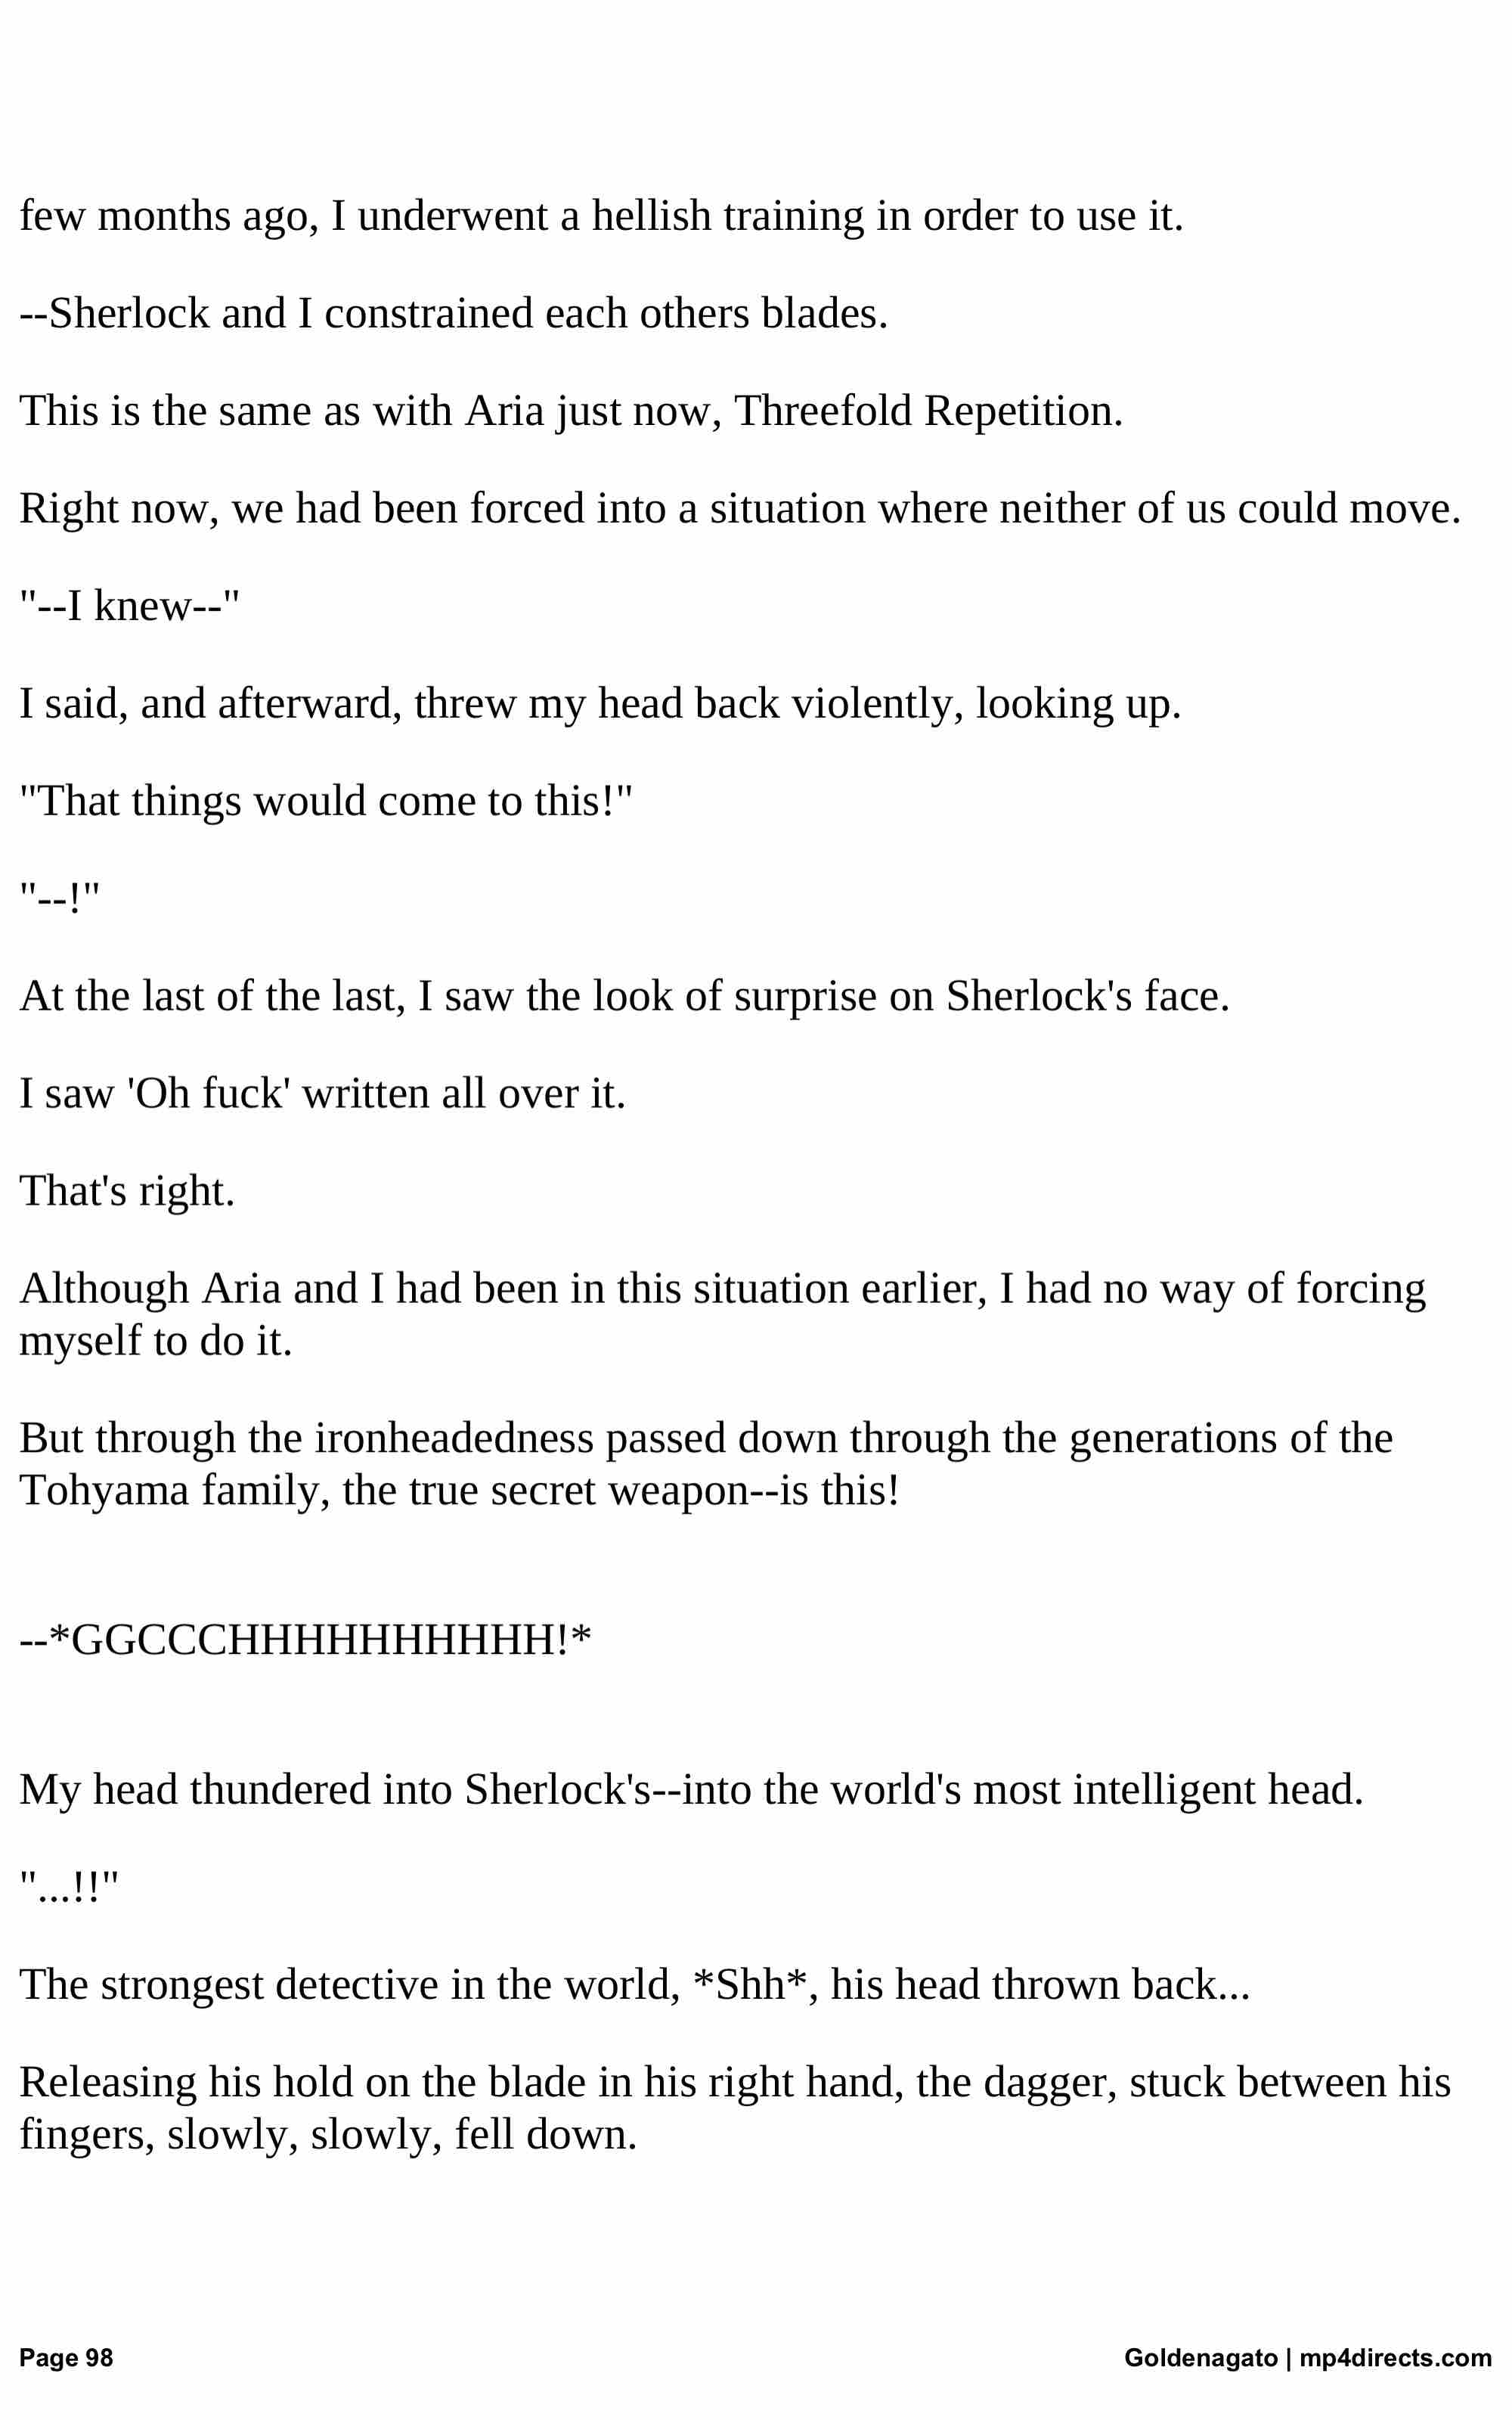 few months ago, I underwent a hellish training in order to use it.
--Sherlock and I constrained each others blades.
This is the same as with Aria just now, Threefold Repetition.
Right now, we had been forced into a situation where neither of us could move.
"--I knew--"
I said, and afterward, threw my head back violently, looking up.
"That things would come to this!"
"--!"
At the last of the last, I saw the look of surprise on Sherlock's face.
I saw 'Oh fuck' written all over it.
That's right.
Although Aria and I had been in this situation earlier, I had no way of forcing
myself to do it.
But through the ironheadedness passed down through the generations of the
Tohyama family, the true secret weapon--is this!
--*GGCCCHHHHHHHHHH!*
My head thundered into Sherlock's--into the world's most intelligent head.
"...!!"
The strongest detective in the world, *Shh*, his head thrown back...
Releasing his hold on the blade in his right hand, the dagger, stuck between his
fingers, slowly, slowly, fell down.
Page 98
Goldenagato | mp4directs.com